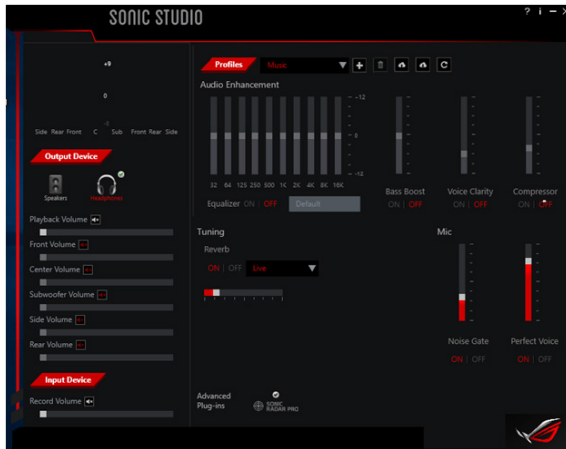 SONIC STUDIO
? i
+9
0
Side Rear Front C Sub Front Rear Side
Output Device
Speakers
Headphones
Playback Volume
Front Volume
Center Volume
Subwoofer Volume
Side Volume
Rear Volume
Input Device
Record Volume
Profiles Music
Audio Enhancement
-12
-12
32 64 125 250 500 1K 2K 4K 8K 16K
Equalizer ON | OFF Default
Bass Boost
ON | OFF
Voice Clarity
ON | OFF
Compressor
ON | OFF
Tuning
Reverb
ON | OFF Live
Mic
Noise Gate
ON | OFF
Perfect Voice
ON | OFF
Advanced
Plug-ins
SONIC
RADAR PRO